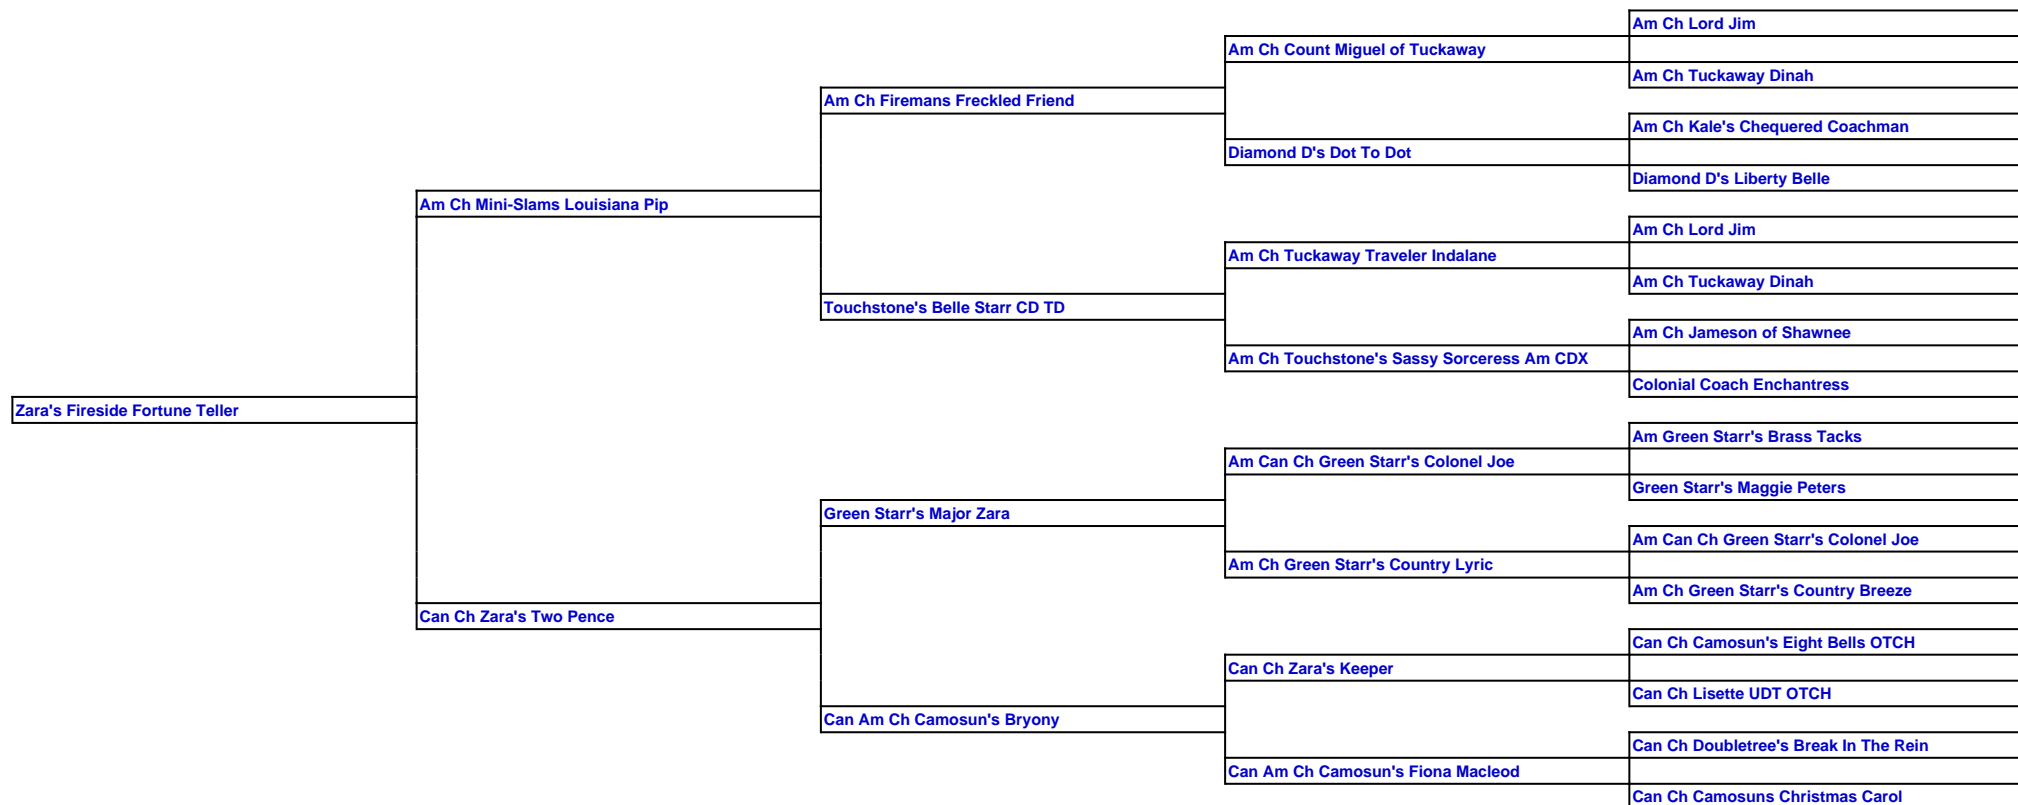 Am Ch Lord Jim
Am Ch Count Miguel of Tuckaway
Am Ch Tuckaway Dinah
Am Ch Firemans Freckled Friend
Am Ch Kale's Chequered Coachman
Diamond D's Dot To Dot
Diamond D's Liberty Belle
Am Ch Mini-Slams Louisiana Pip
Am Ch Lord Jim
Am Ch Tuckaway Traveler Indalane
Am Ch Tuckaway Dinah
Touchstone's Belle Starr CD TD
Am Ch Jameson of Shawnee
Am Ch Touchstone's Sassy Sorceress Am CDX
Colonial Coach Enchantress
Zara's Fireside Fortune Teller
Am Green Starr's Brass Tacks
Am Can Ch Green Starr's Colonel Joe
Green Starr's Maggie Peters
Green Starr's Major Zara
Am Can Ch Green Starr's Colonel Joe
Am Ch Green Starr's Country Lyric
Am Ch Green Starr's Country Breeze
Can Ch Zara's Two Pence
Can Ch Camosun's Eight Bells OTCH
Can Ch Zara's Keeper
Can Ch Lisette UDT OTCH
Can Am Ch Camosun's Bryony
Can Ch Doubletree's Break In The Rein
Can Am Ch Camosun's Fiona Macleod
Can Ch Camosuns Christmas Carol